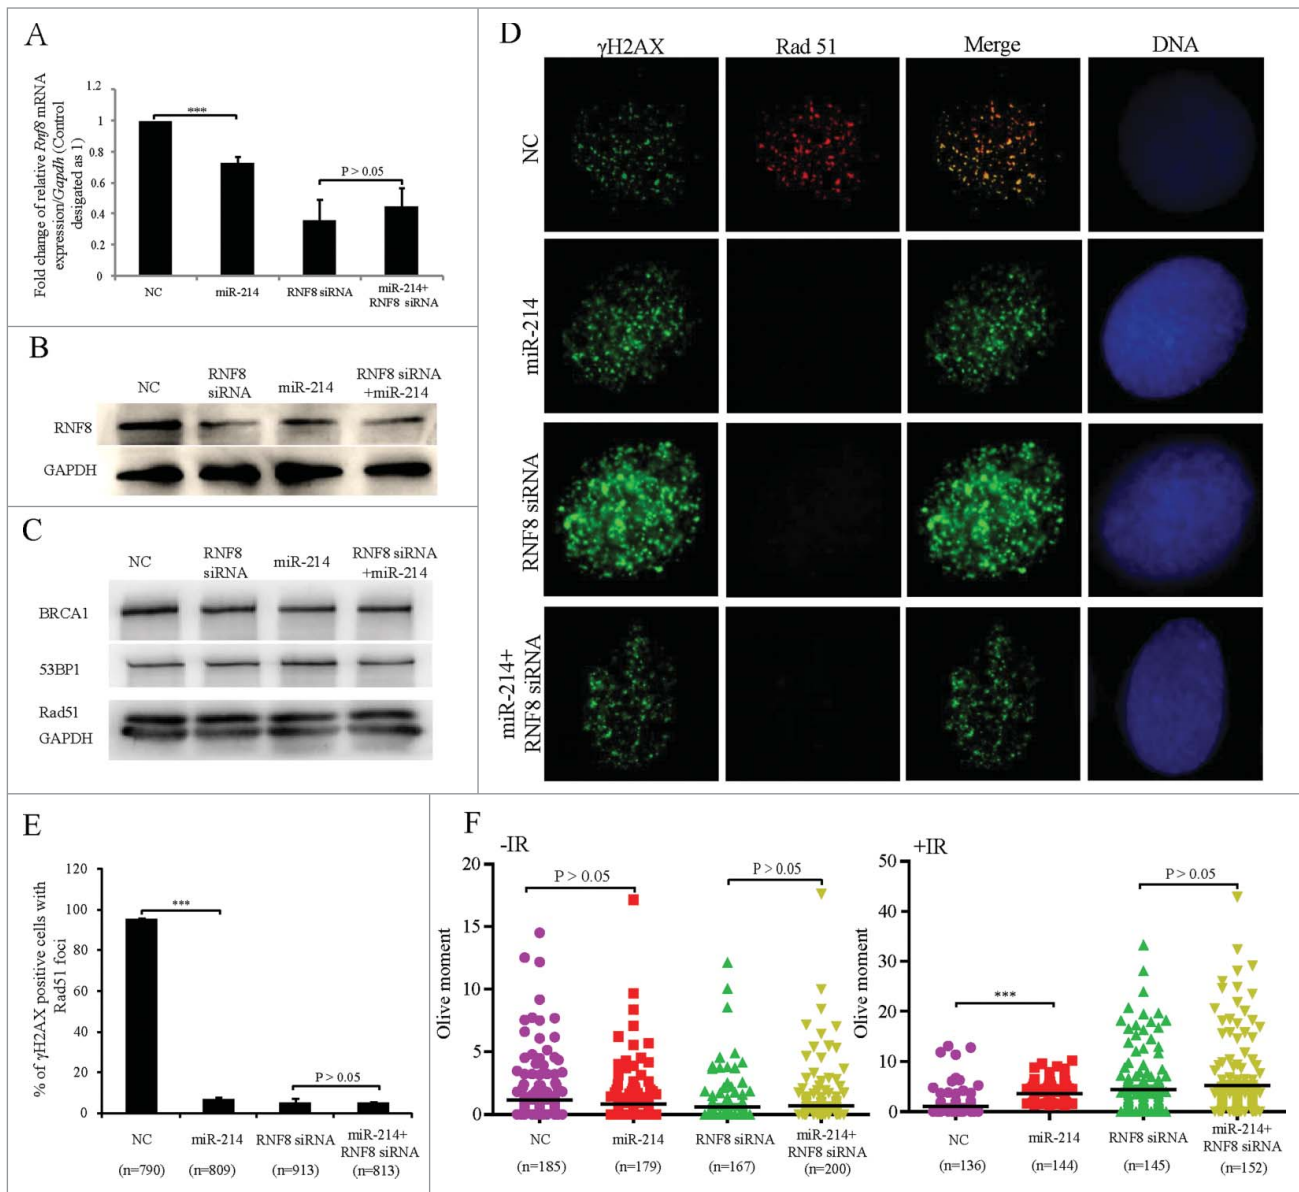 A
Fold change of relative Rnf8 mRNA
expression/Gapdh (Control
desigated as 1)
1.2
1
0.8
0.6
0.4
0.2
0
***
P > 0.05
NC
miR-214
RNF8 siRNA
miR-214+
RNF8 siRNA
B
NC
RNF8
siRNA
miR-214
RNF8 siRNA
+miR-214
RNF8
GAPDH
C
NC
RNF8
siRNA
miR-214
RNF8 siRNA
+miR-214
BRCA1
53BP1
Rad51
GAPDH
D
γH2AX
Rad 51
Merge
DNA
NC
miR-214
RNF8 siRNA
miR-214+
RNF8 siRNA
E
% of γH2AX positive cells with
Rad51 foci
120
100
80
60
40
20
0
***
P > 0.05
NC
miR-214
RNF8 siRNA
miR-214+
RNF8 siRNA
(n=790)
(n=809)
(n=913)
(n=813)
F
-IR
Olive moment
20
15
10
5
0
P > 0.05
P > 0.05
NC
miR-214
RNF8 siRNA
miR-214+
RNF8 siRNA
(n=185)
(n=179)
(n=167)
(n=200)
+IR
Olive moment
50
40
30
20
10
0
***
P > 0.05
NC
miR-214
RNF8 siRNA
miR-214+
RNF8 siRNA
(n=136)
(n=144)
(n=145)
(n=152)